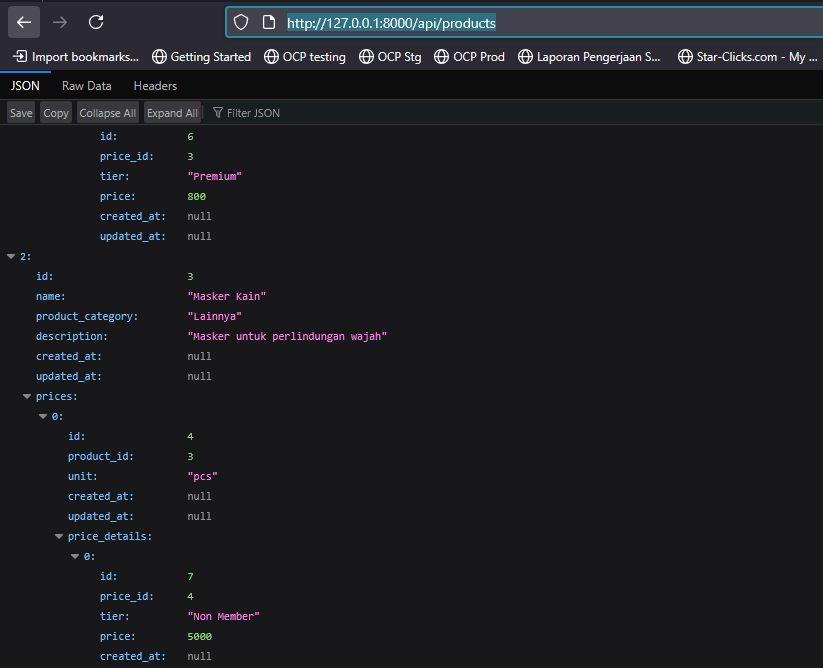 http://127.0.0.1:8000/api/products
Import bookmarks... Getting Started OCP testing OCP Stg OCP Prod Laporan Pengerjaan S... Star-Clicks.com - My ...
JSON Raw Data Headers
Save Copy Collapse All Expand All Filter JSON
id: 6
price_id: 3
tier: "Premium"
price: 800
created_at: null
updated_at: null
2:
id: 3
name: "Masker Kain"
product_category: "Lainnya"
description: "Masker untuk perlindungan wajah"
created_at: null
updated_at: null
prices:
0:
id: 4
product_id: 3
unit: "pcs"
created_at: null
updated_at: null
price_details:
0:
id: 7
price_id: 4
tier: "Non Member"
price: 5000
created_at: null